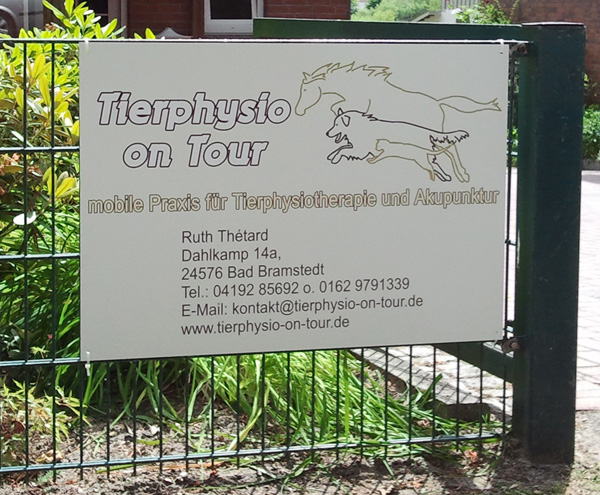 Tierphysio
on Tour
mobile Praxis für Tierphysiotherapie und Akupunktur
Ruth Thétard
Dahlkamp 14a,
24576 Bad Bramstedt
Tel.: 04192 85692 o. 0162 9791339
E-Mail: kontakt@tierphysio-on-tour.de
www.tierphysio-on-tour.de